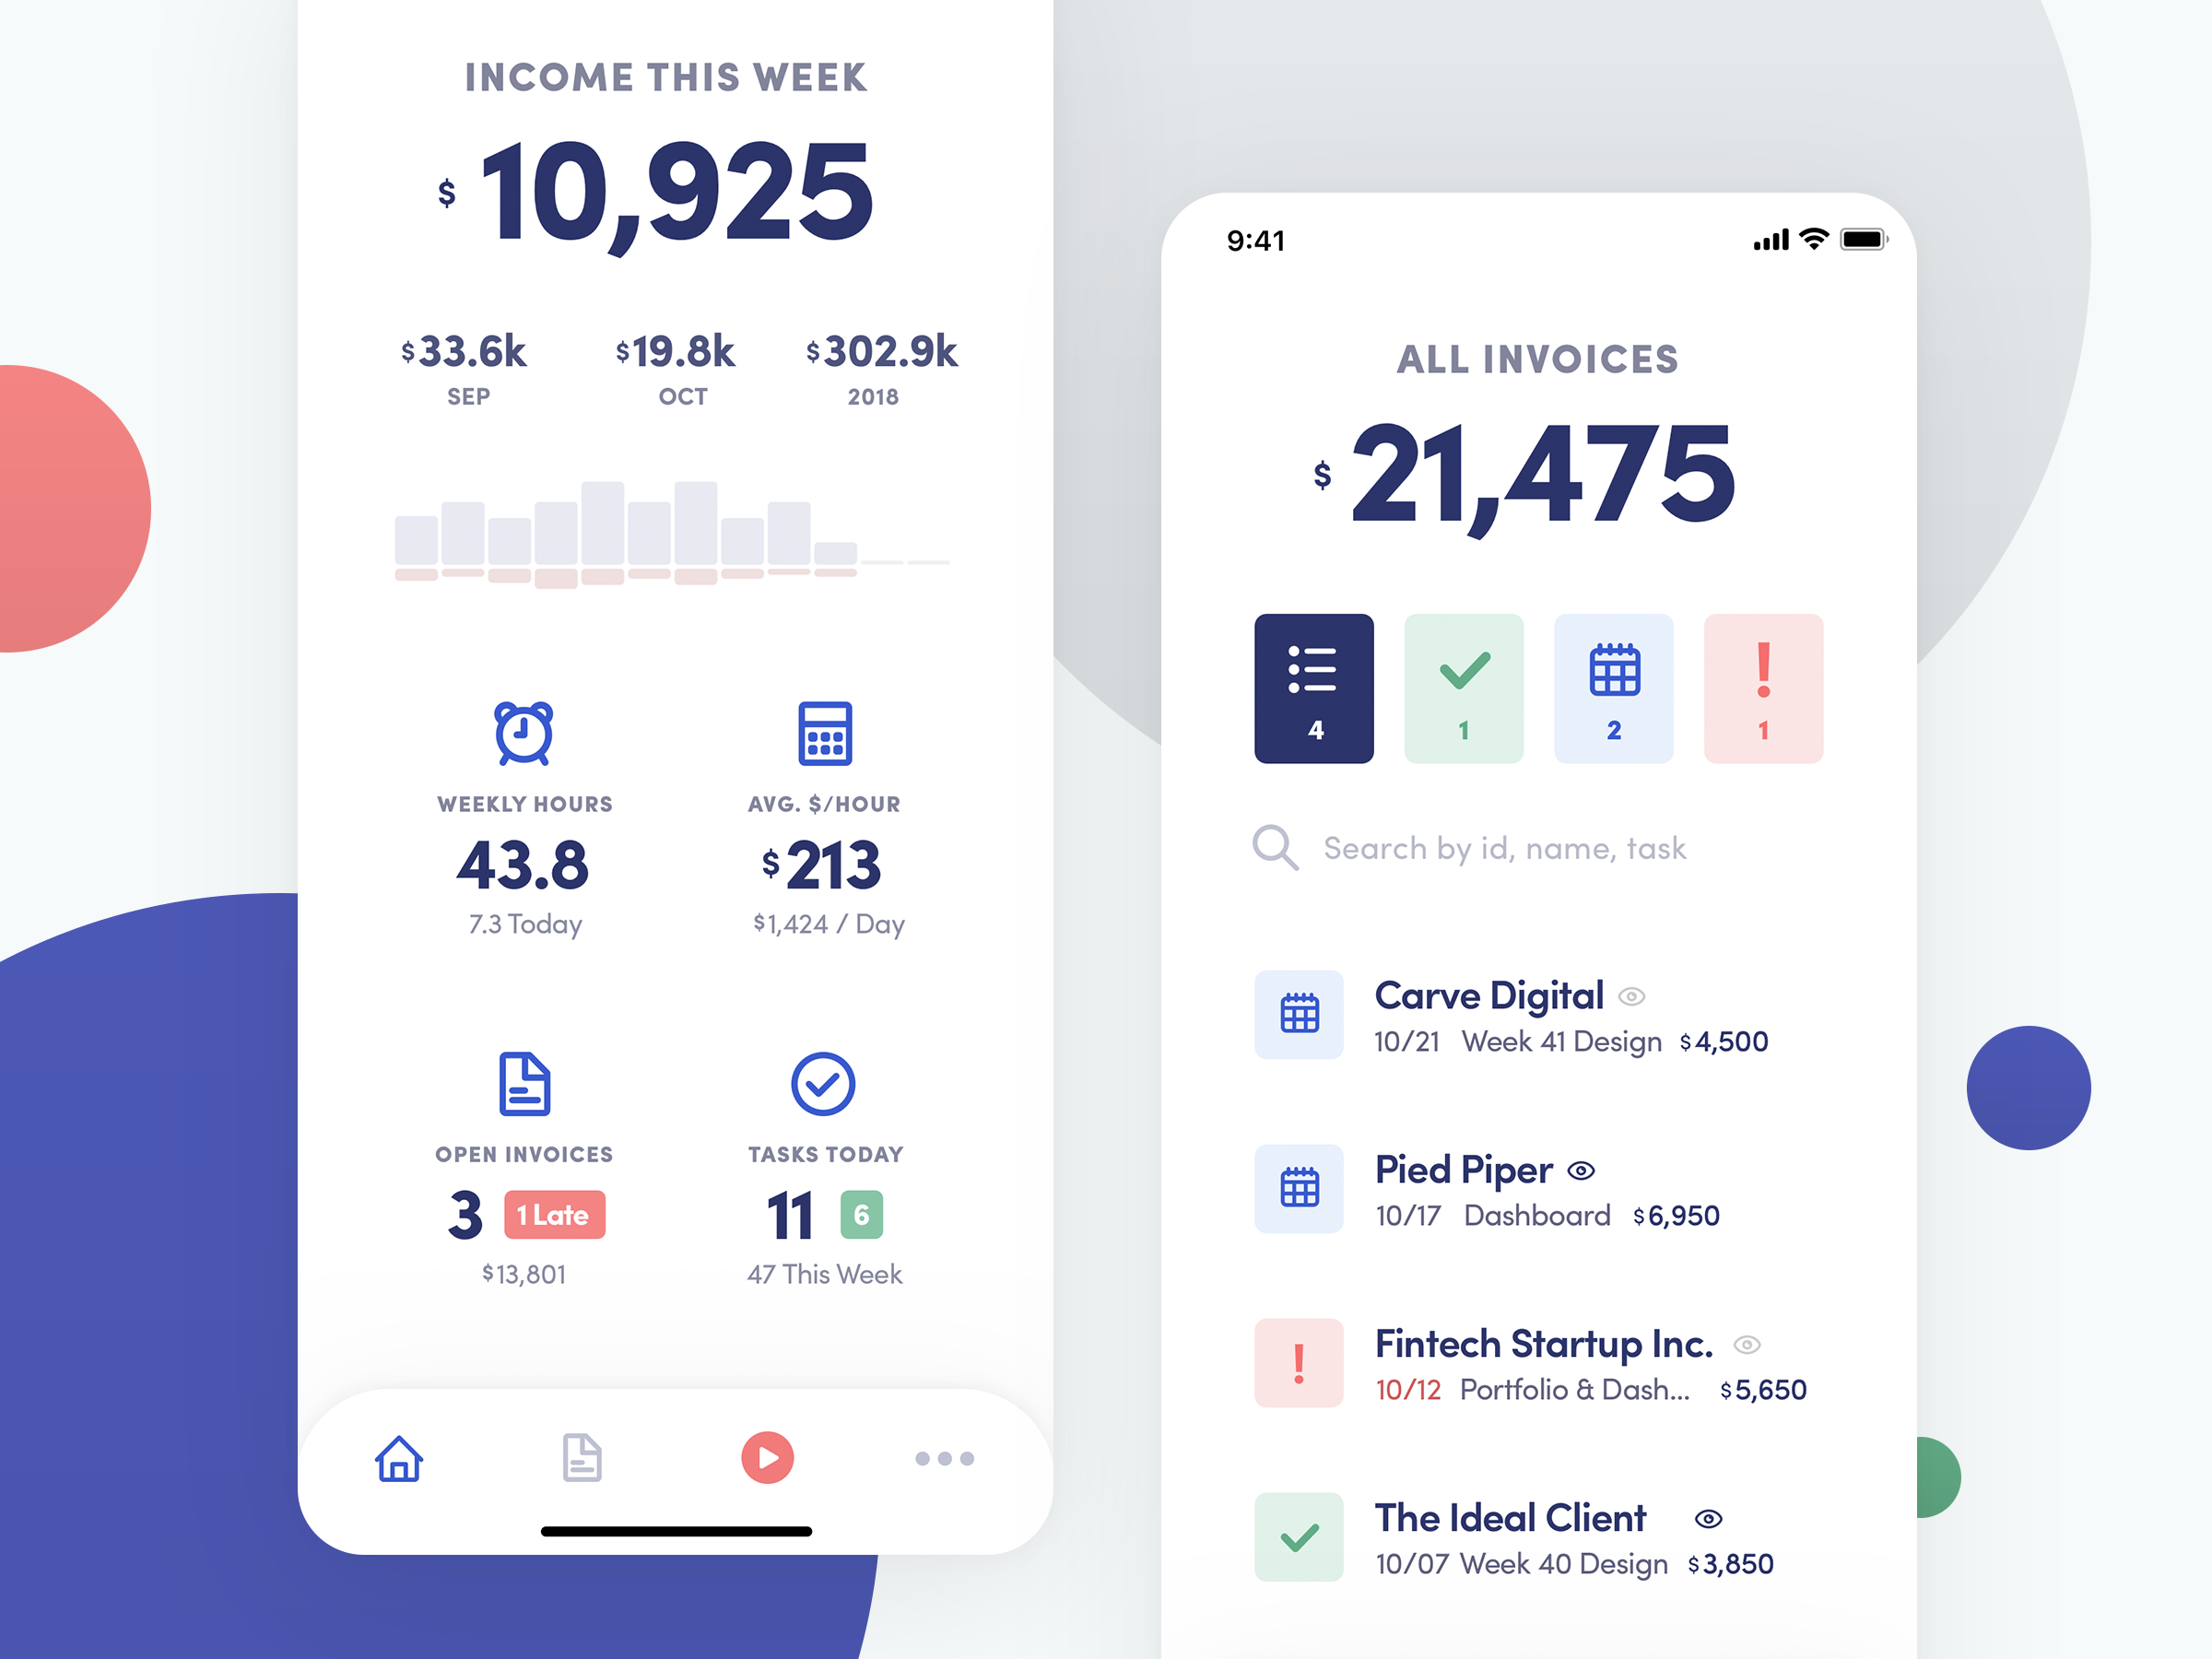 INCOME THIS WEEK
$ 10,925
$33.6k $19.8k $302.9k
SEP OCT 2018
WEEKLY HOURS AVG. $/HOUR
43.8 $213
7.3 Today $1,424 / Day
OPEN INVOICES TASKS TODAY
3 1 Late 11 6
$13,801 47 This Week
9:41
ALL INVOICES
$ 21,475
4 1 2 1
Search by id, name, task
Carve Digital
10/21 Week 41 Design $4,500
Pied Piper
10/17 Dashboard $6,950
Fintech Startup Inc.
10/12 Portfolio & Dash... $5,650
The Ideal Client
10/07 Week 40 Design $3,850